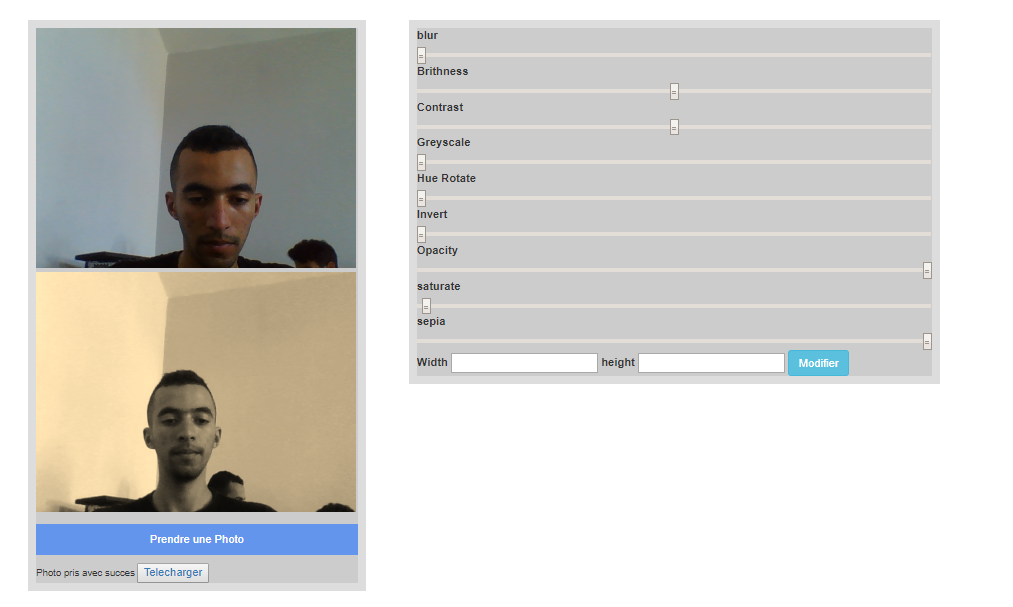 Prendre une Photo
Photo pris avec succes Telecharger
blur
Brithness
Contrast
Greyscale
Hue Rotate
Invert
Opacity
saturate
sepia
Width height Modifier